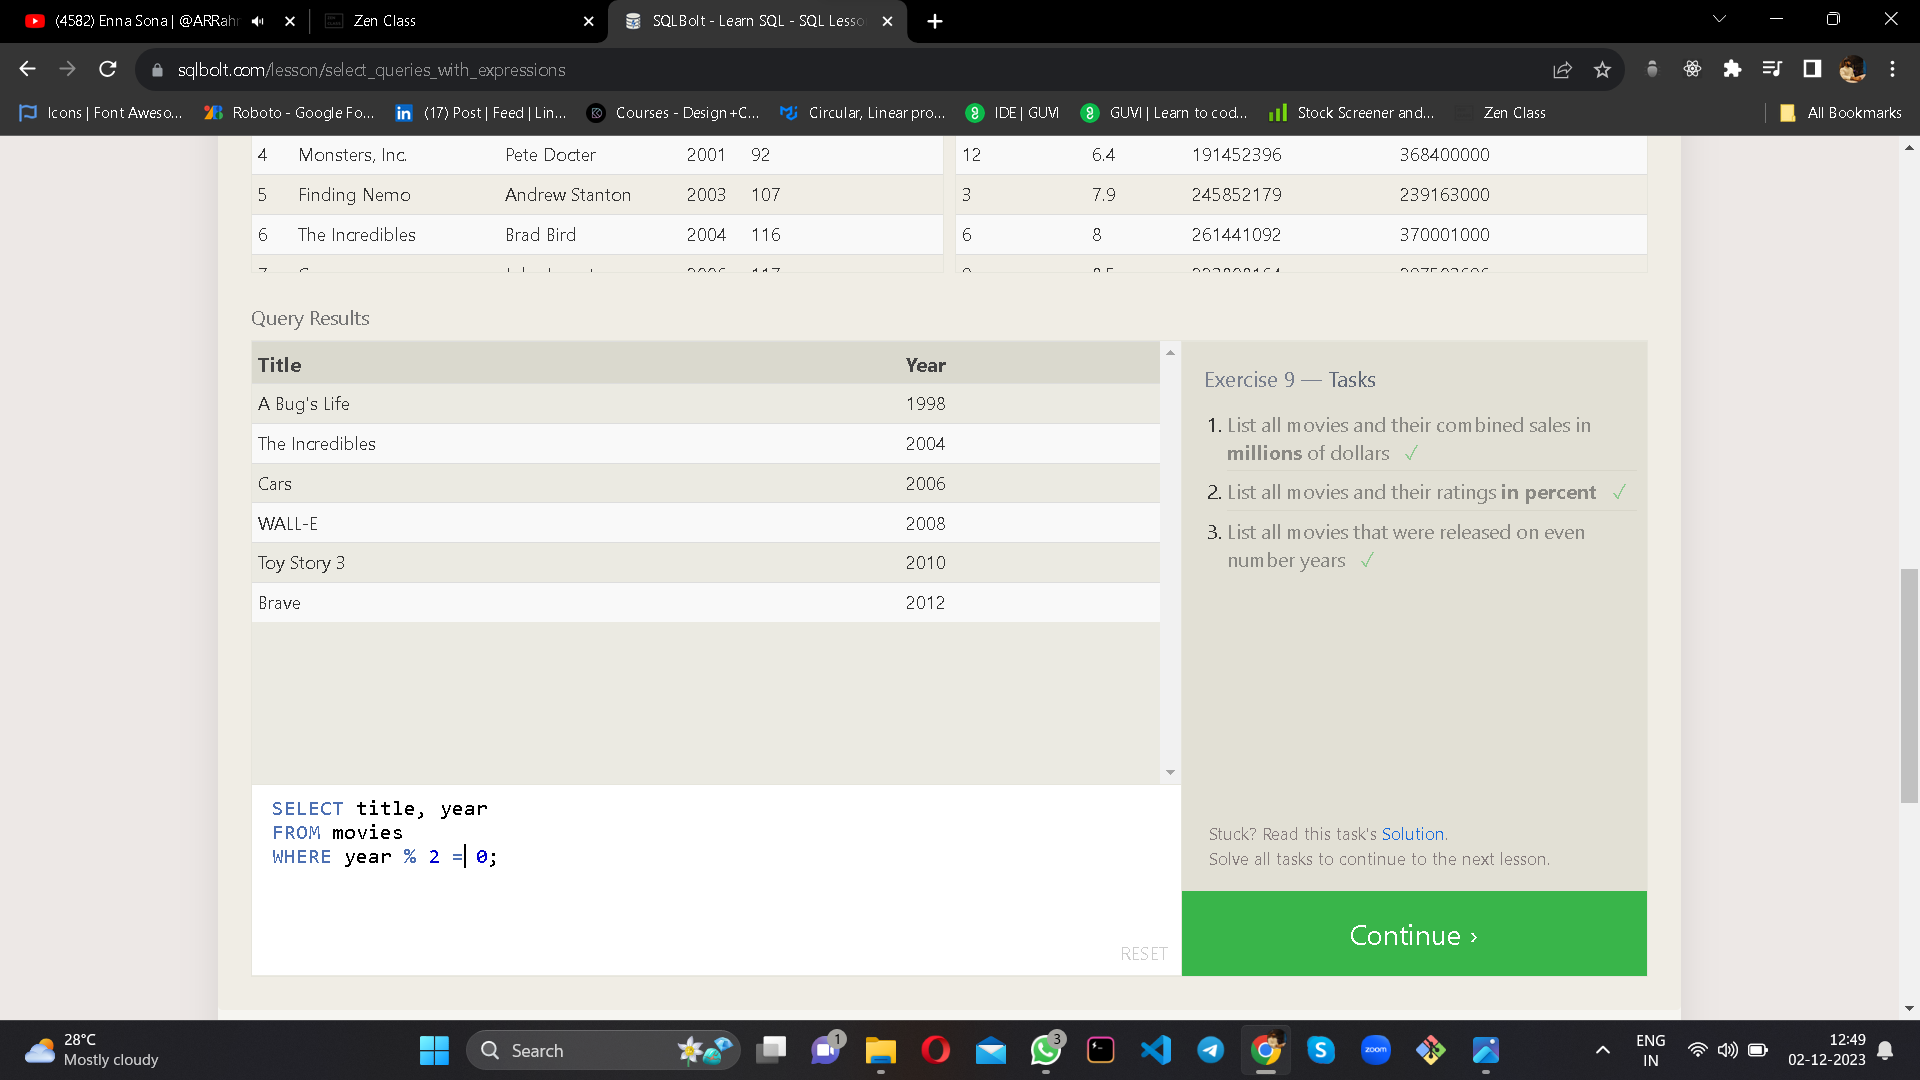 (4582) Enna Sona | @ARRahr
Zen Class
SQLBolt - Learn SQL - SQL Lesso
sqlbolt.com/lesson/select_queries_with_expressions
Icons | Font Aweso...
Roboto - Google Fo...
(17) Post | Feed | Lin...
Courses - Design+C...
Circular, Linear pro...
IDE | GUVI
GUVI | Learn to cod...
Stock Screener and...
Zen Class
All Bookmarks
4 Monsters, Inc. Pete Docter 2001 92
12 6.4 191452396 368400000
5 Finding Nemo Andrew Stanton 2003 107
3 7.9 245852179 239163000
6 The Incredibles Brad Bird 2004 116
6 8 261441092 370001000
Query Results
Title Year
A Bug's Life 1998
The Incredibles 2004
Cars 2006
WALL-E 2008
Toy Story 3 2010
Brave 2012
Exercise 9 — Tasks
1. List all movies and their combined sales in
millions of dollars ✓
2. List all movies and their ratings in percent ✓
3. List all movies that were released on even
number years ✓
SELECT title, year
FROM movies
WHERE year % 2 = 0;
RESET
Stuck? Read this task's Solution.
Solve all tasks to continue to the next lesson.
Continue ›
28°C
Mostly cloudy
Search
1
3
zoom
ENG
IN
12:49
02-12-2023